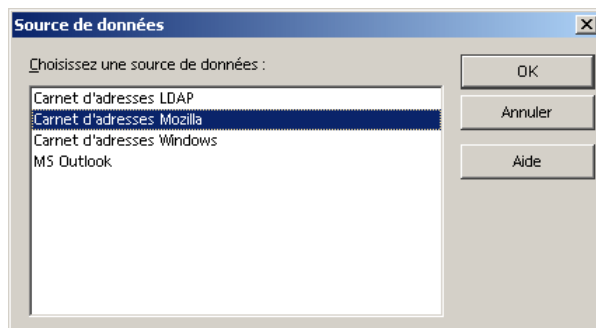 Source de données
Choisissez une source de données :
OK
Carnet d'adresses LDAP
Carnet d'adresses Mozilla
Annuler
Carnet d'adresses Windows
MS Outlook
Aide